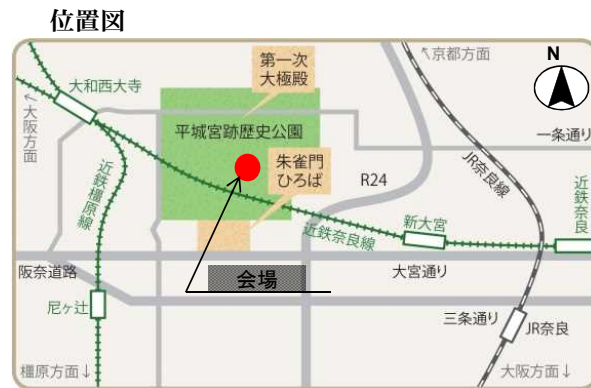 位置図
↖京都方面
N
第一次
大極殿
大和西大寺
←大阪方面
平城宮跡歴史公園
一条通り
朱雀門
ひろば
R24
JR奈良線
近鉄奈良
近鉄橿原線
近鉄奈良線
新大宮
阪奈道路
大宮通り
会場
尼ヶ辻
三条通り
JR奈良
橿原方面↓
大阪方面↓